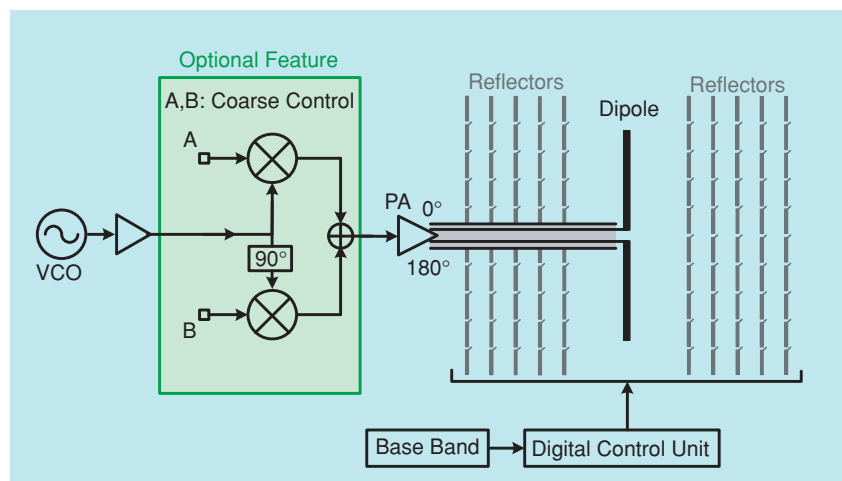 Optional Feature
A,B: Coarse Control
A
B
90°
VCO
PA
0°
180°
Reflectors
Dipole
Reflectors
Base Band
Digital Control Unit